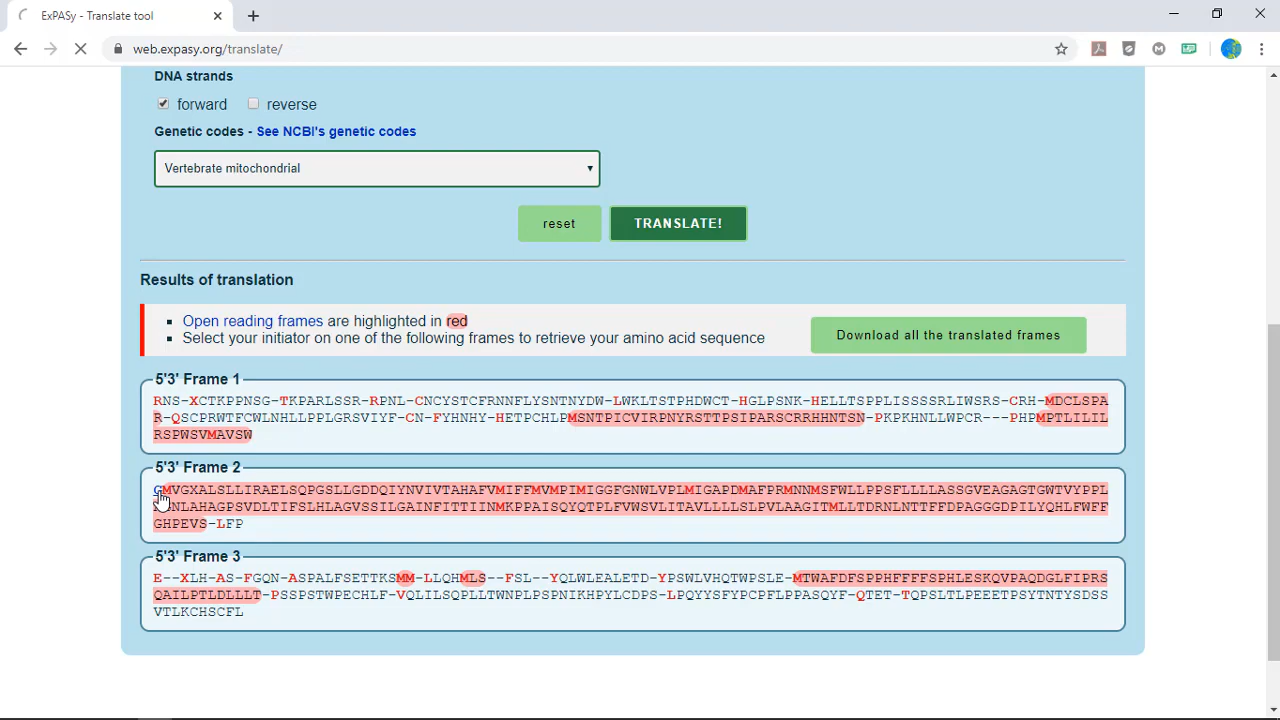 ExPASy - Translate tool
web.expasy.org/translate/
DNA strands
forward reverse
Genetic codes - See NCBI's genetic codes
Vertebrate mitochondrial
reset TRANSLATE!
Results of translation
Open reading frames are highlighted in red
Select your initiator on one of the following frames to retrieve your amino acid sequence
Download all the translated frames
5'3' Frame 1
RNS-XCTKPPNSG-TKPARLSSR-RPNL-CNCYSTCFRNNFLYSNTNYDW-LWKLTSTPHDWCT-HGLPSNK-HELLTSPPLISSSSRLIWSRS-CRH-MDCLSPA
R-QSCPRWTFCWLNHLLPPLGRSVIYF-CN-FYHNHY-HETPCHLPMSNTPICVIRPNYRSTTPSIPARSCRRHHNTSN-PKPKHNLLWPCR---PHPMPTLILIL
RSPWSVMAVSW
5'3' Frame 2
GMVGXALSLLIRAELSQPGSLLGDDQIYNVIVTAHAFVMIFFMVMPIMIGGFGNWLVPLMIGAPDMAFPRMNNMSFWLLPPSFLLLLASSGVEAGAGTGWTVYPPL
NLAHAGPSVDLTIFSLHLAGVSSILGAINFITTIINMKPPAISQYQTPLFVWSVLITAVLLLLSLPVLAAGITMLLTDRNLNTTFFDPAGGGDPILYQHLFWFF
GHPEVS-LFP
5'3' Frame 3
E--XLH-AS-FGQN-ASPALFSETTKSMM-LLQHMLS--FSL--YQLWLEALETD-YPSWLVHQTWPSLE-MTWAFDFSPPHFFFFSPHLESKQVPAQDGLFIPRS
QAILPTLDLLLT-PSSPSTWPECHLF-VQLILSQPLLTWNPLPSPNIKHPYLCDPS-LPQYYSFYPCPFLPPASQYF-QTET-TQPSLTLPEEETPSYTNTYSDSS
VTLKCHSCFL